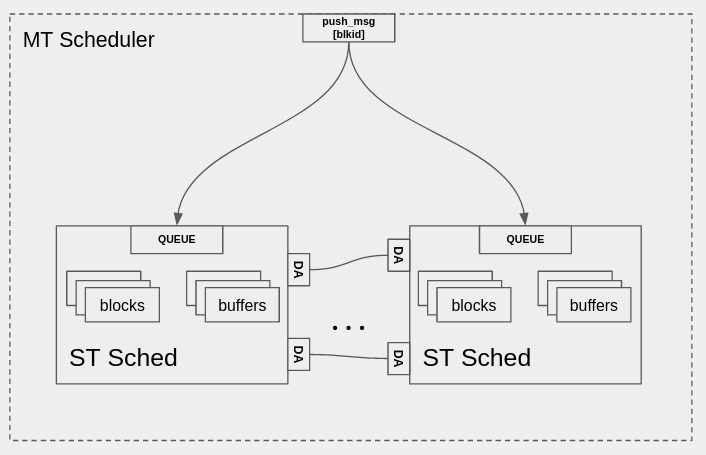 push_msg
[blkid]
MT Scheduler
QUEUE
QUEUE
DA
DA
blocks
buffers
blocks
buffers
. . .
ST Sched
DA
DA
ST Sched